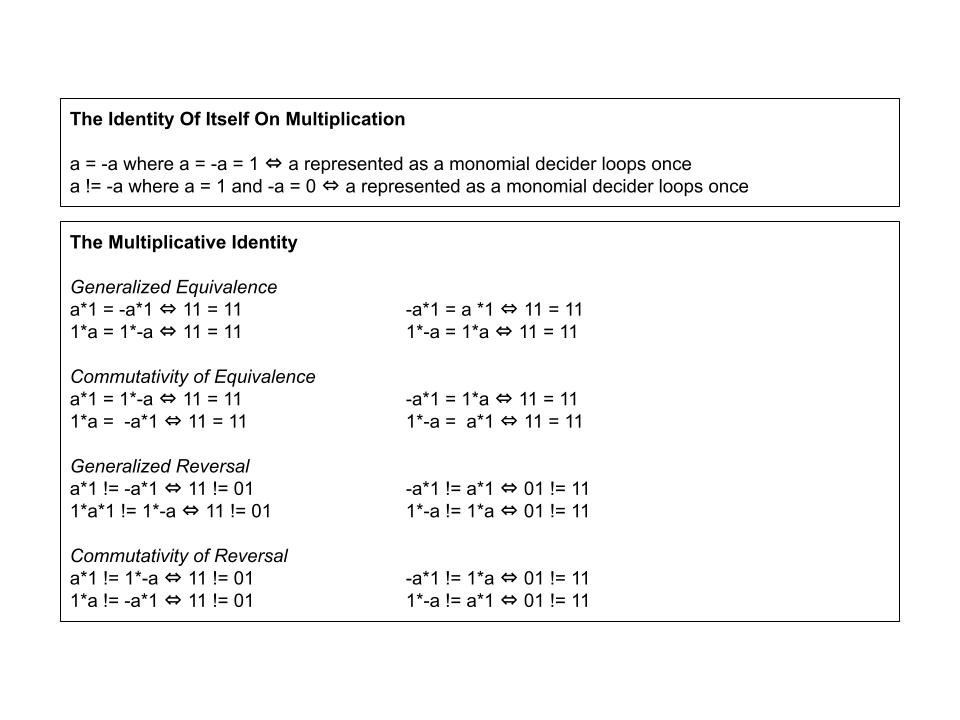 The Identity Of Itself On Multiplication
a = -a where a = -a = 1 ⇔ a represented as a monomial decider loops once
a != -a where a = 1 and -a = 0 ⇔ a represented as a monomial decider loops once
The Multiplicative Identity
Generalized Equivalence
a*1 = -a*1 ⇔ 11 = 11 -a*1 = a *1 ⇔ 11 = 11
1*a = 1*-a ⇔ 11 = 11 1*-a = 1*a ⇔ 11 = 11
Commutativity of Equivalence
a*1 = 1*-a ⇔ 11 = 11 -a*1 = 1*a ⇔ 11 = 11
1*a = -a*1 ⇔ 11 = 11 1*-a = a*1 ⇔ 11 = 11
Generalized Reversal
a*1 != -a*1 ⇔ 11 != 01 -a*1 != a*1 ⇔ 01 != 11
1*a*1 != 1*-a ⇔ 11 != 01 1*-a != 1*a ⇔ 01 != 11
Commutativity of Reversal
a*1 != 1*-a ⇔ 11 != 01 -a*1 != 1*a ⇔ 01 != 11
1*a != -a*1 ⇔ 11 != 01 1*-a != a*1 ⇔ 01 != 11